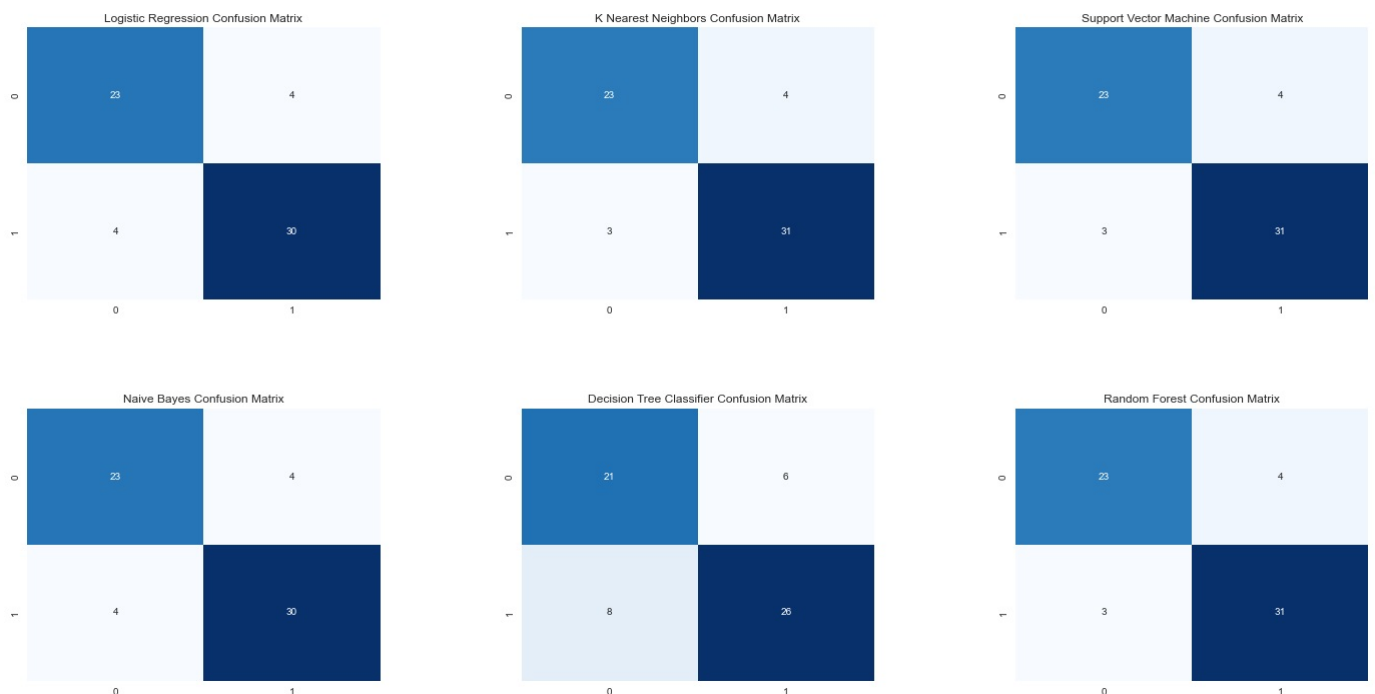 Logistic Regression Confusion Matrix
0 23 4
1 4 30
0 1
K Nearest Neighbors Confusion Matrix
0 23 4
1 3 31
0 1
Support Vector Machine Confusion Matrix
0 23 4
1 3 31
0 1
Naive Bayes Confusion Matrix
0 23 4
1 4 30
0 1
Decision Tree Classifier Confusion Matrix
0 21 6
1 8 26
0 1
Random Forest Confusion Matrix
0 23 4
1 3 31
0 1